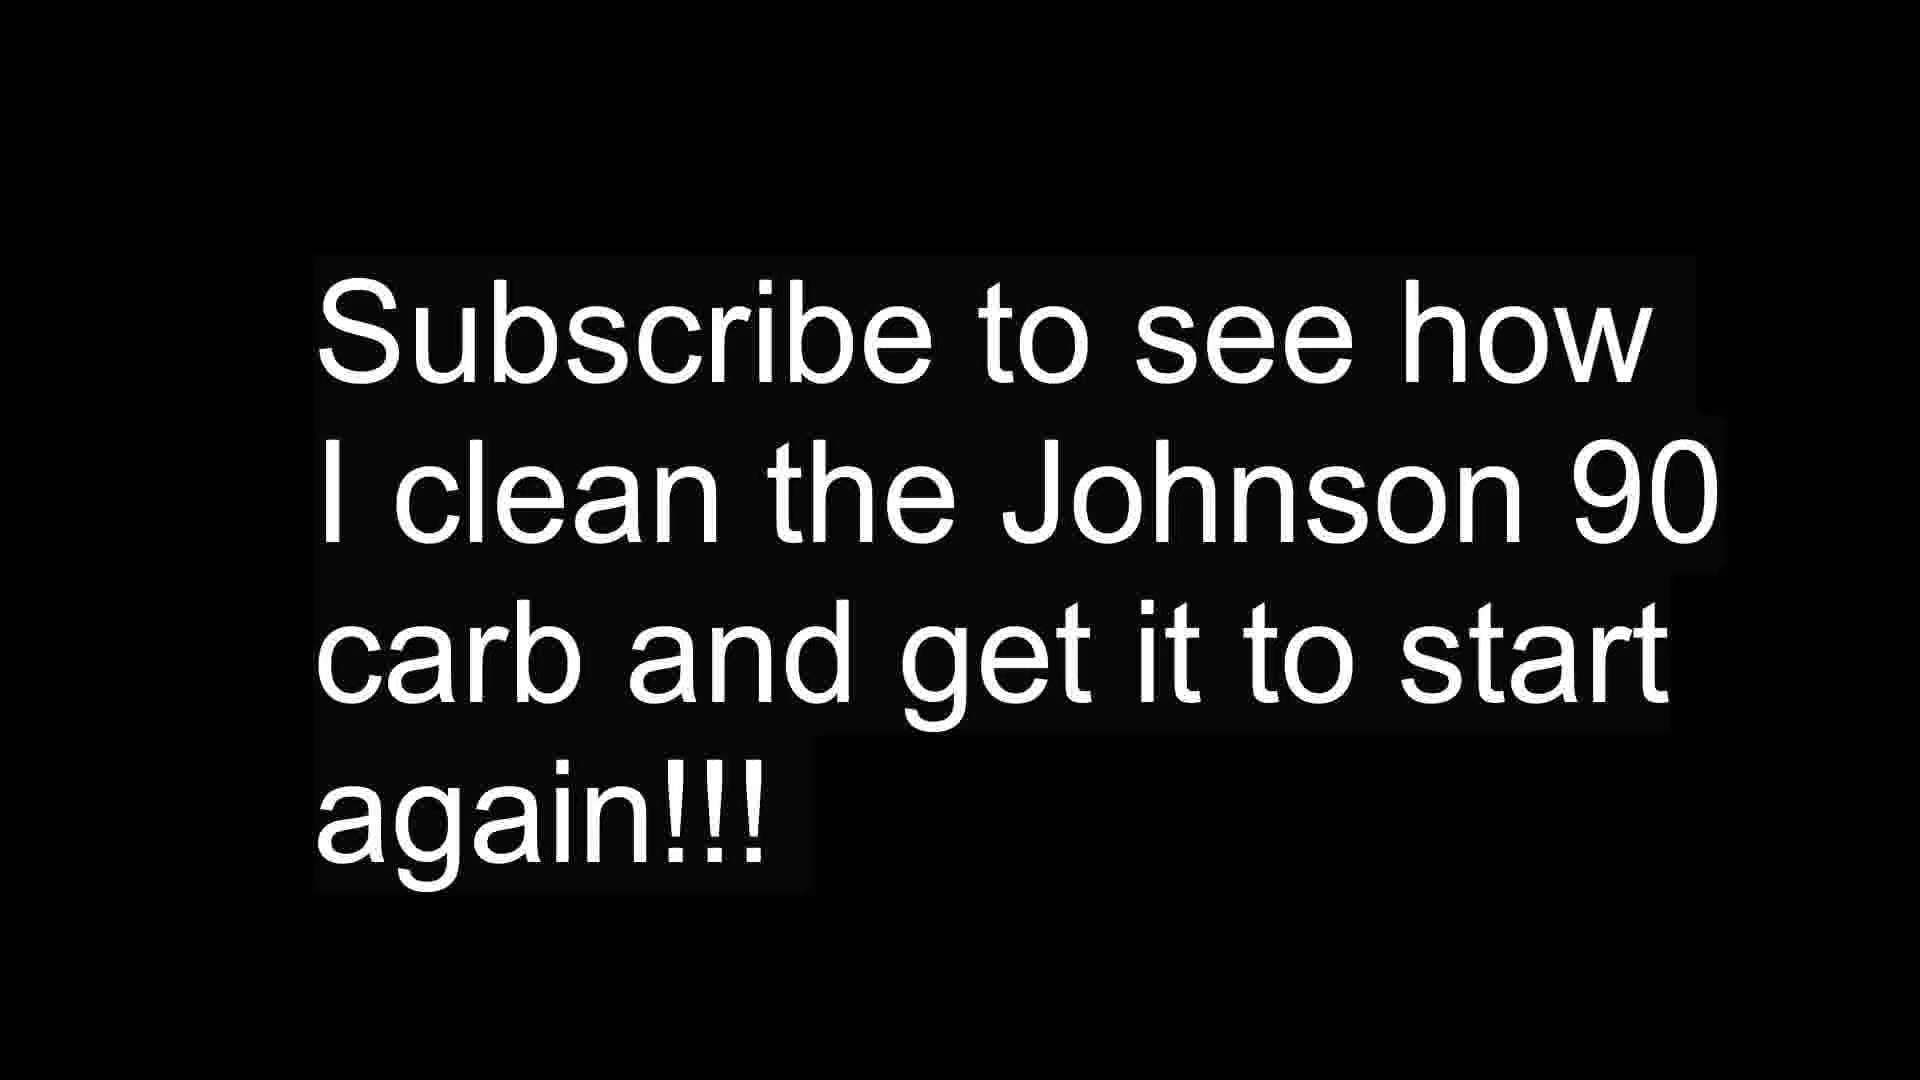 Subscribe to see how
I clean the Johnson 90
carb and get it to start
again!!!